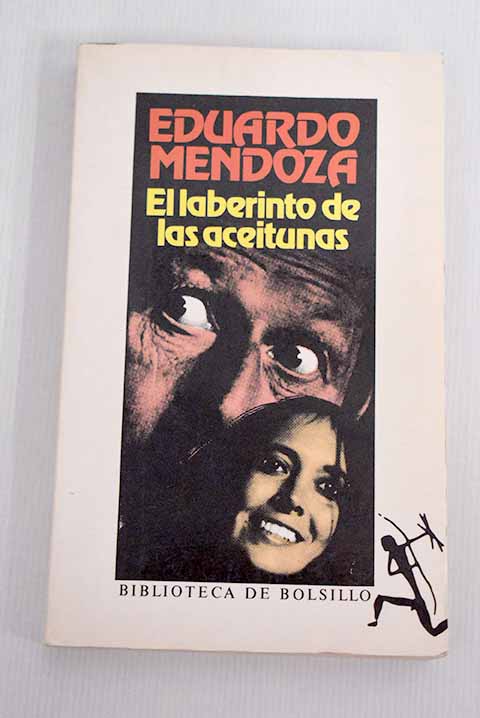 EDUARDO
MENDOZA
El laberinto de
las aceitunas
BIBLIOTECA DE BOLSILLO